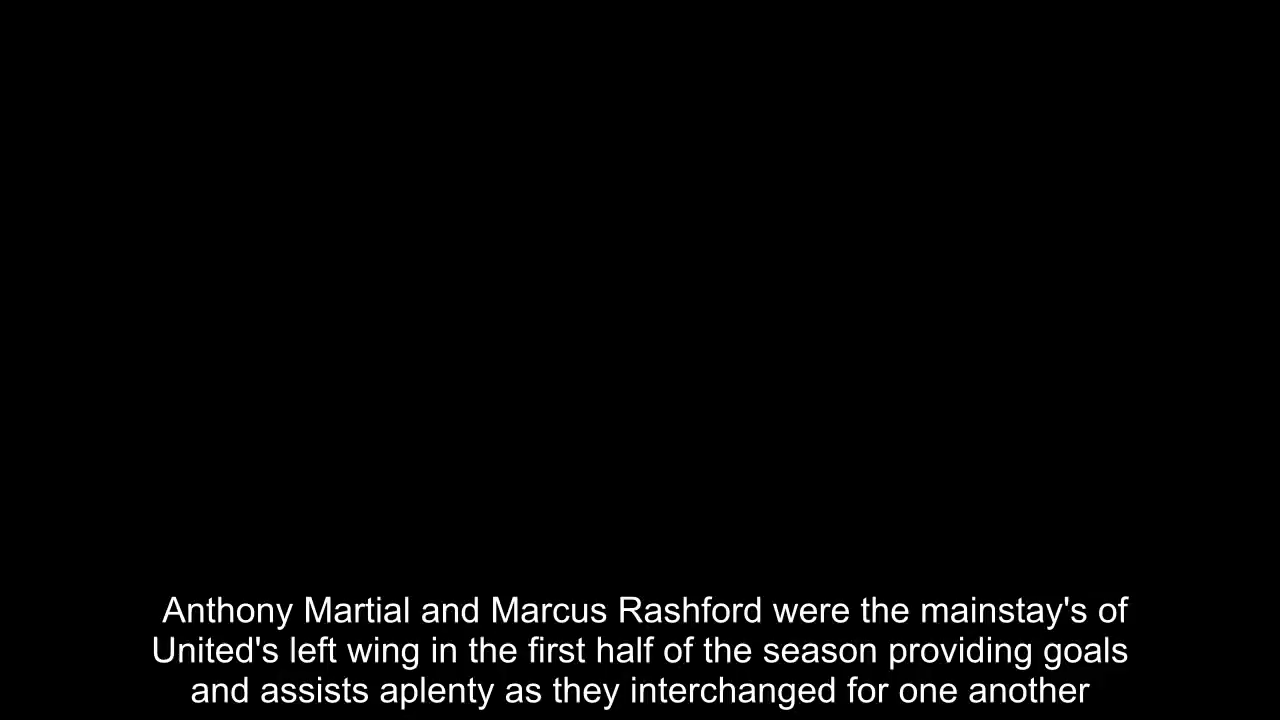 Anthony Martial and Marcus Rashford were the mainstay's of
United's left wing in the first half of the season providing goals
and assists aplenty as they interchanged for one another